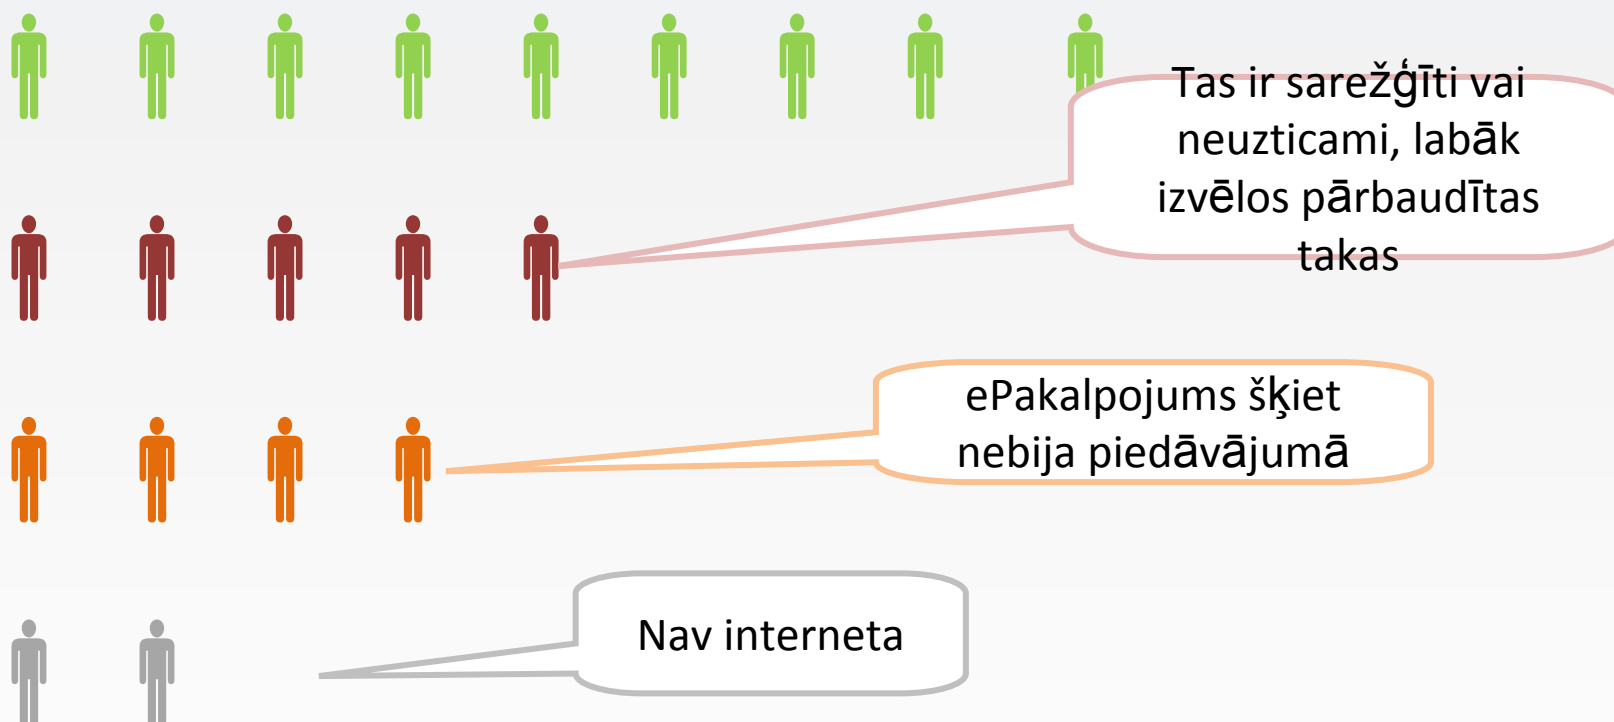 Tas ir sarežģīti vai
neuzticami, labāk
izvēlos pārbaudītas
takas
ePakalpojums šķiet
nebija piedāvājumā
Nav interneta